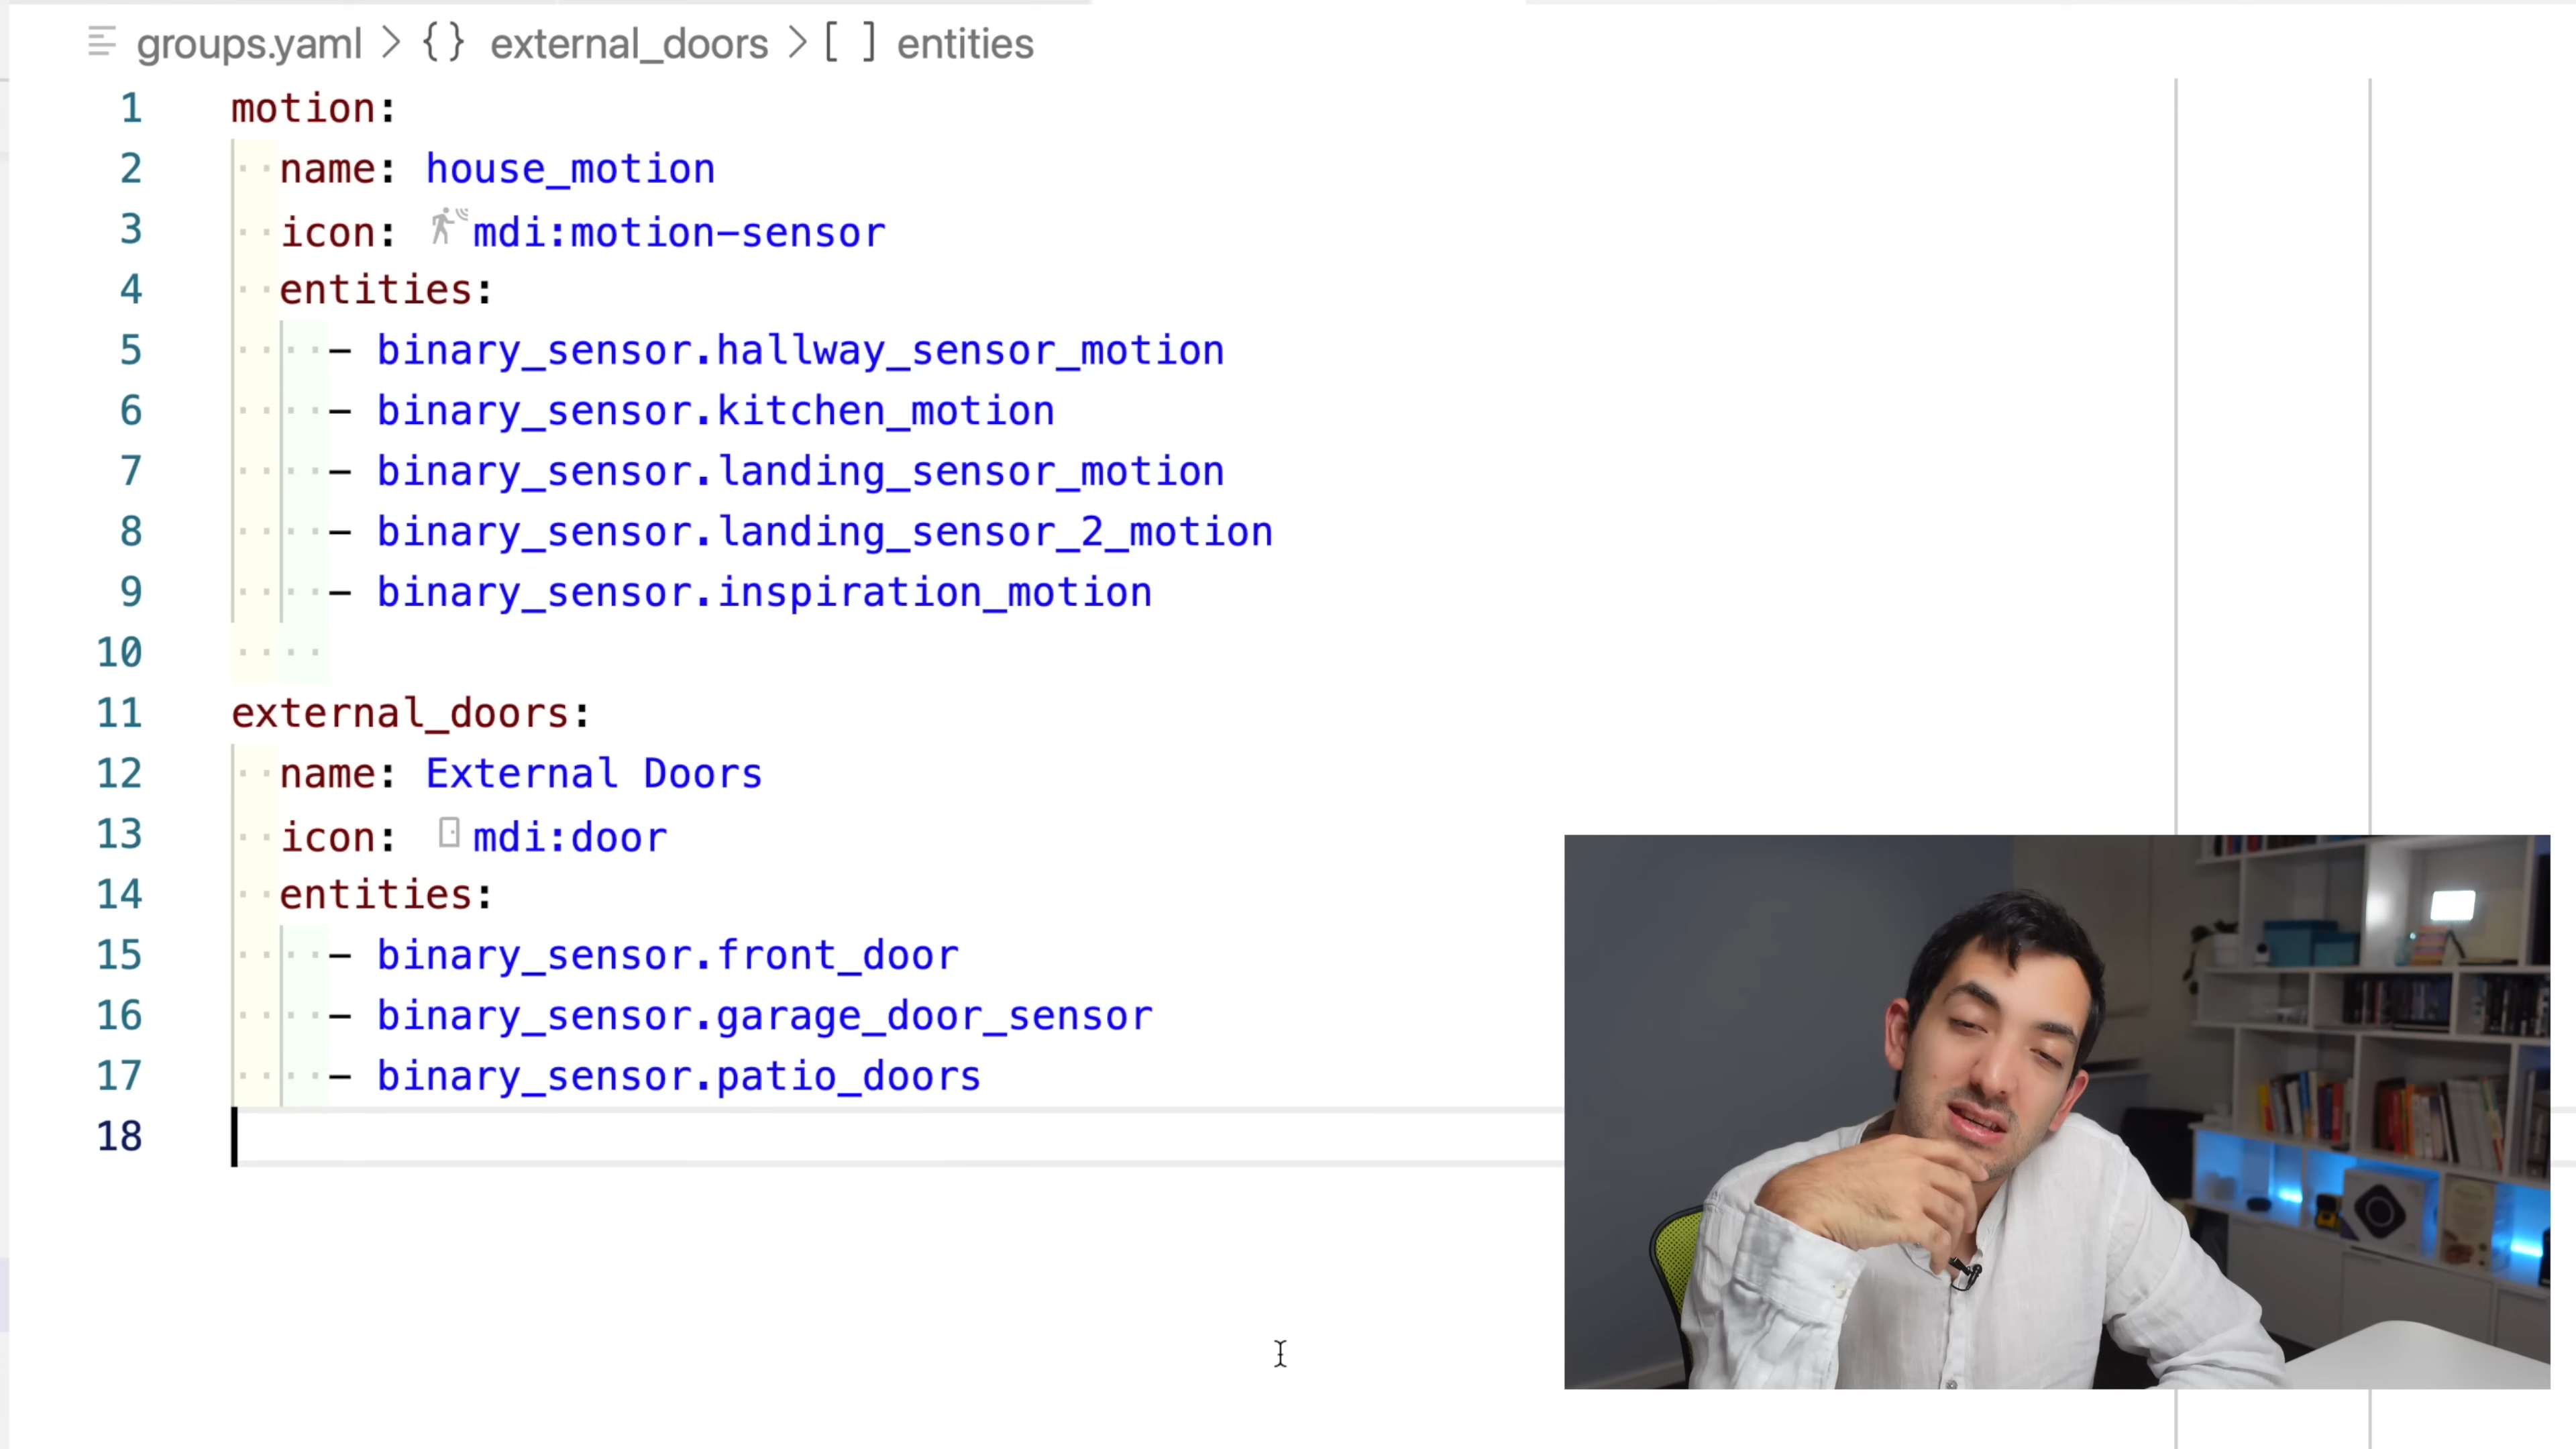 groups.yaml > {} external_doors > [ ] entities
1 motion:
2 name: house_motion
3 icon: mdi:motion-sensor
4 entities:
5 - binary_sensor.hallway_sensor_motion
6 - binary_sensor.kitchen_motion
7 - binary_sensor.landing_sensor_motion
8 - binary_sensor.landing_sensor_2_motion
9 - binary_sensor.inspiration_motion
10
11 external_doors:
12 name: External Doors
13 icon: mdi:door
14 entities:
15 - binary_sensor.front_door
16 - binary_sensor.garage_door_sensor
17 - binary_sensor.patio_doors
18